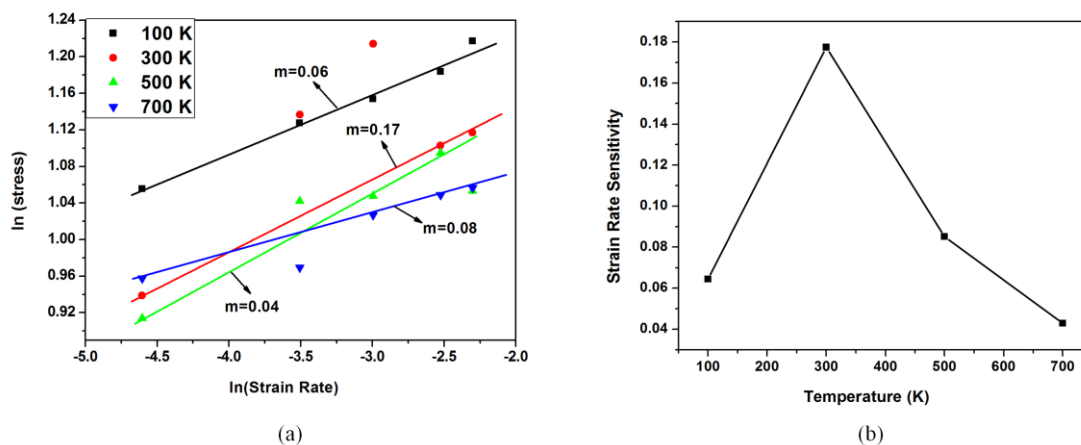 1.24
1.20
1.16
1.12
1.08
1.04
1.00
0.96
0.92
ln (stress)
100 K
300 K
500 K
700 K
m=0.06
m=0.17
m=0.08
m=0.04
-5.0
-4.5
-4.0
-3.5
-3.0
-2.5
-2.0
ln(Strain Rate)
(a)
0.18
0.16
0.14
0.12
0.10
0.08
0.06
0.04
Strain Rate Sensitivity
100
200
300
400
500
600
700
Temperature (K)
(b)